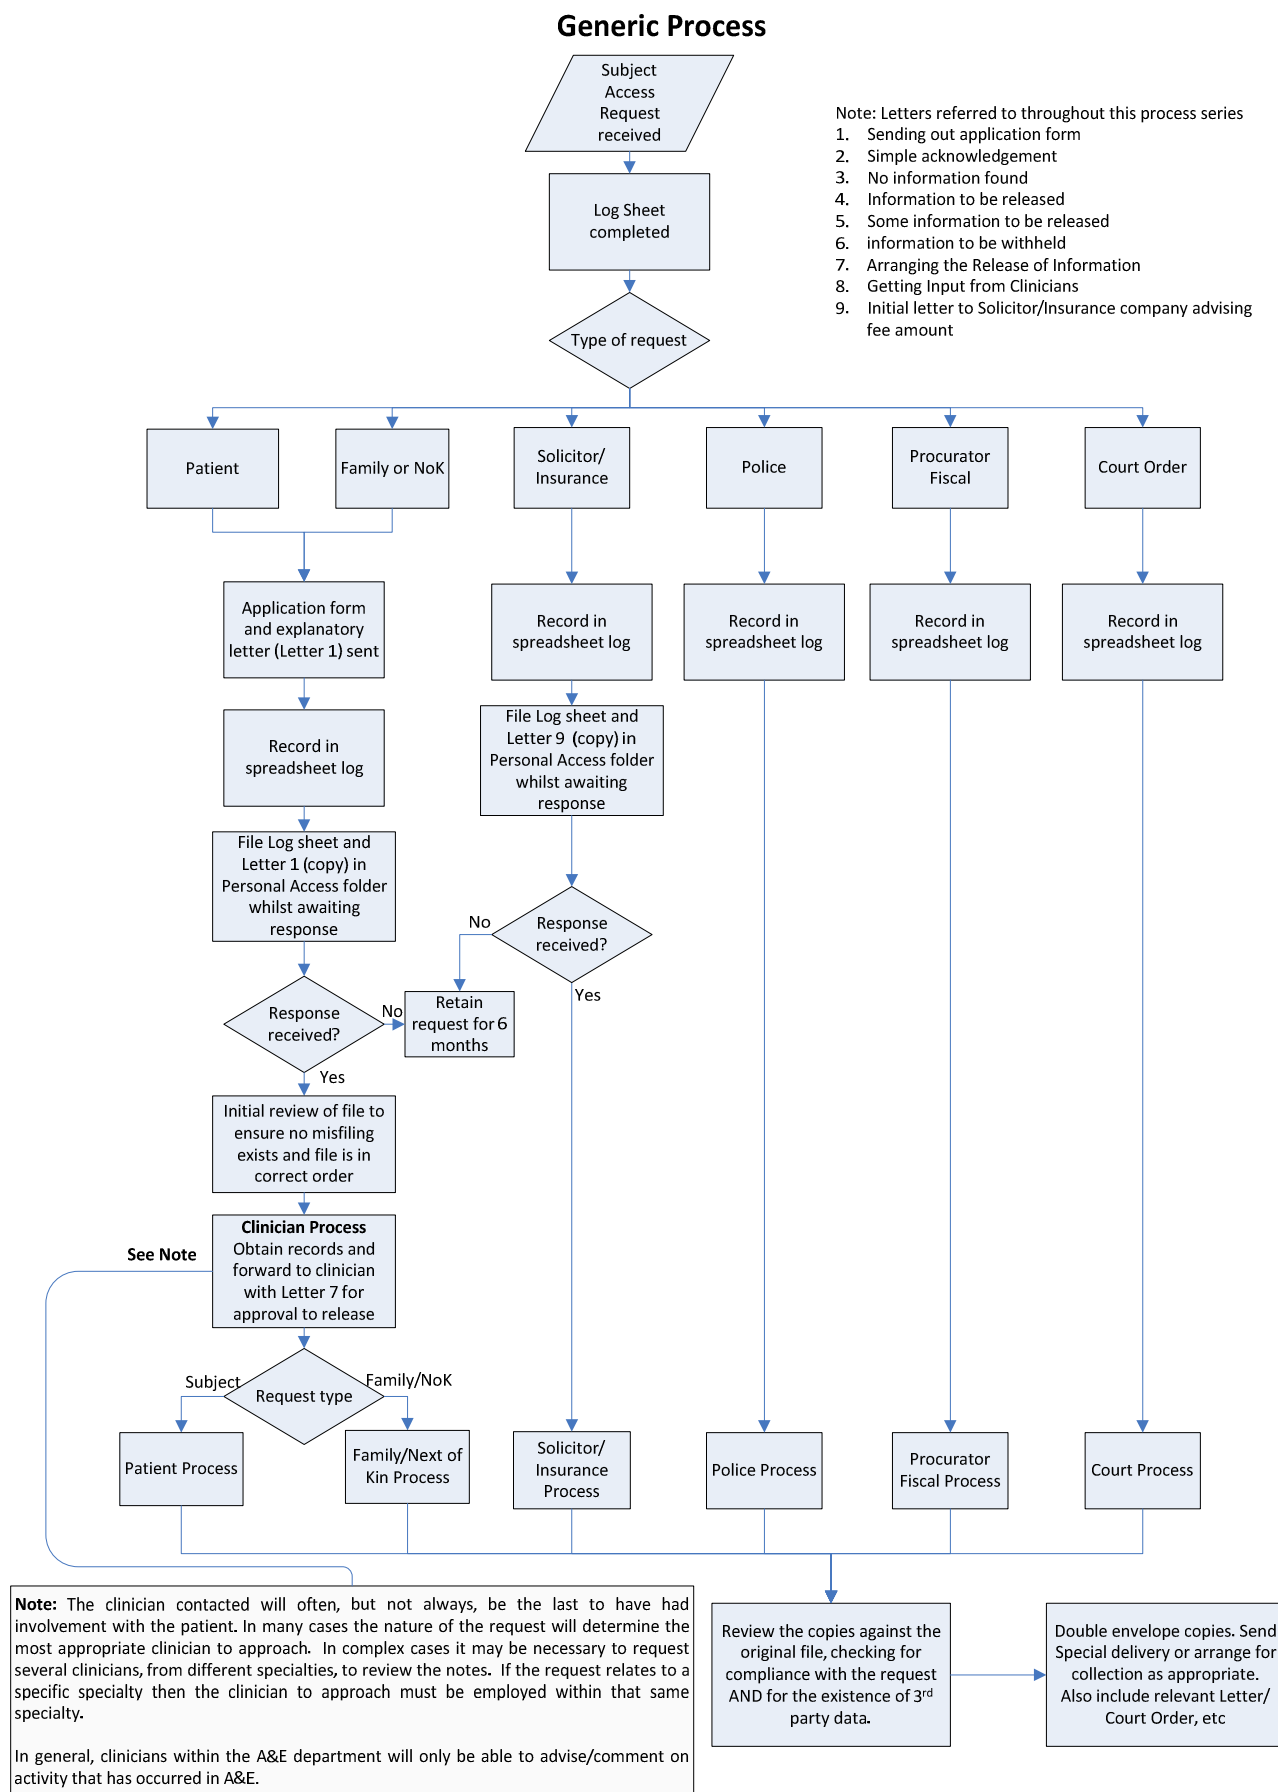 Generic Process
Subject
Access
Request
received
Note: Letters referred to throughout this process series
1. Sending out application form
2. Simple acknowledgement
3. No information found
4. Information to be released
5. Some information to be released
6. information to be withheld
7. Arranging the Release of Information
8. Getting Input from Clinicians
9. Initial letter to Solicitor/Insurance company advising
fee amount
Log Sheet
completed
Type of request
Patient
Family or NoK
Solicitor/
Insurance
Police
Procurator
Fiscal
Court Order
Application form
and explanatory
letter (Letter 1) sent
Record in
spreadsheet log
Record in
spreadsheet log
Record in
spreadsheet log
Record in
spreadsheet log
Record in
spreadsheet log
File Log sheet and
Letter 9 (copy) in
Personal Access folder
whilst awaiting
response
File Log sheet and
Letter 1 (copy) in
Personal Access folder
whilst awaiting
response
Response
received?
No
Yes
Response
received?
No
Yes
Retain
request for 6
months
Initial review of file to
ensure no misfiling
exists and file is in
correct order
Clinician Process
Obtain records and
forward to clinician
with Letter 7 for
approval to release
See Note
Request type
Subject
Family/NoK
Patient Process
Family/Next of
Kin Process
Solicitor/
Insurance
Process
Police Process
Procurator
Fiscal Process
Court Process
Note: The clinician contacted will often, but not always, be the last to have had
involvement with the patient. In many cases the nature of the request will determine the
most appropriate clinician to approach. In complex cases it may be necessary to request
several clinicians, from different specialties, to review the notes. If the request relates to a
specific specialty then the clinician to approach must be employed within that same
specialty.
In general, clinicians within the A&E department will only be able to advise/comment on
activity that has occurred in A&E.
Review the copies against the
original file, checking for
compliance with the request
AND for the existence of 3rd
party data.
Double envelope copies. Send
Special delivery or arrange for
collection as appropriate.
Also include relevant Letter/
Court Order, etc